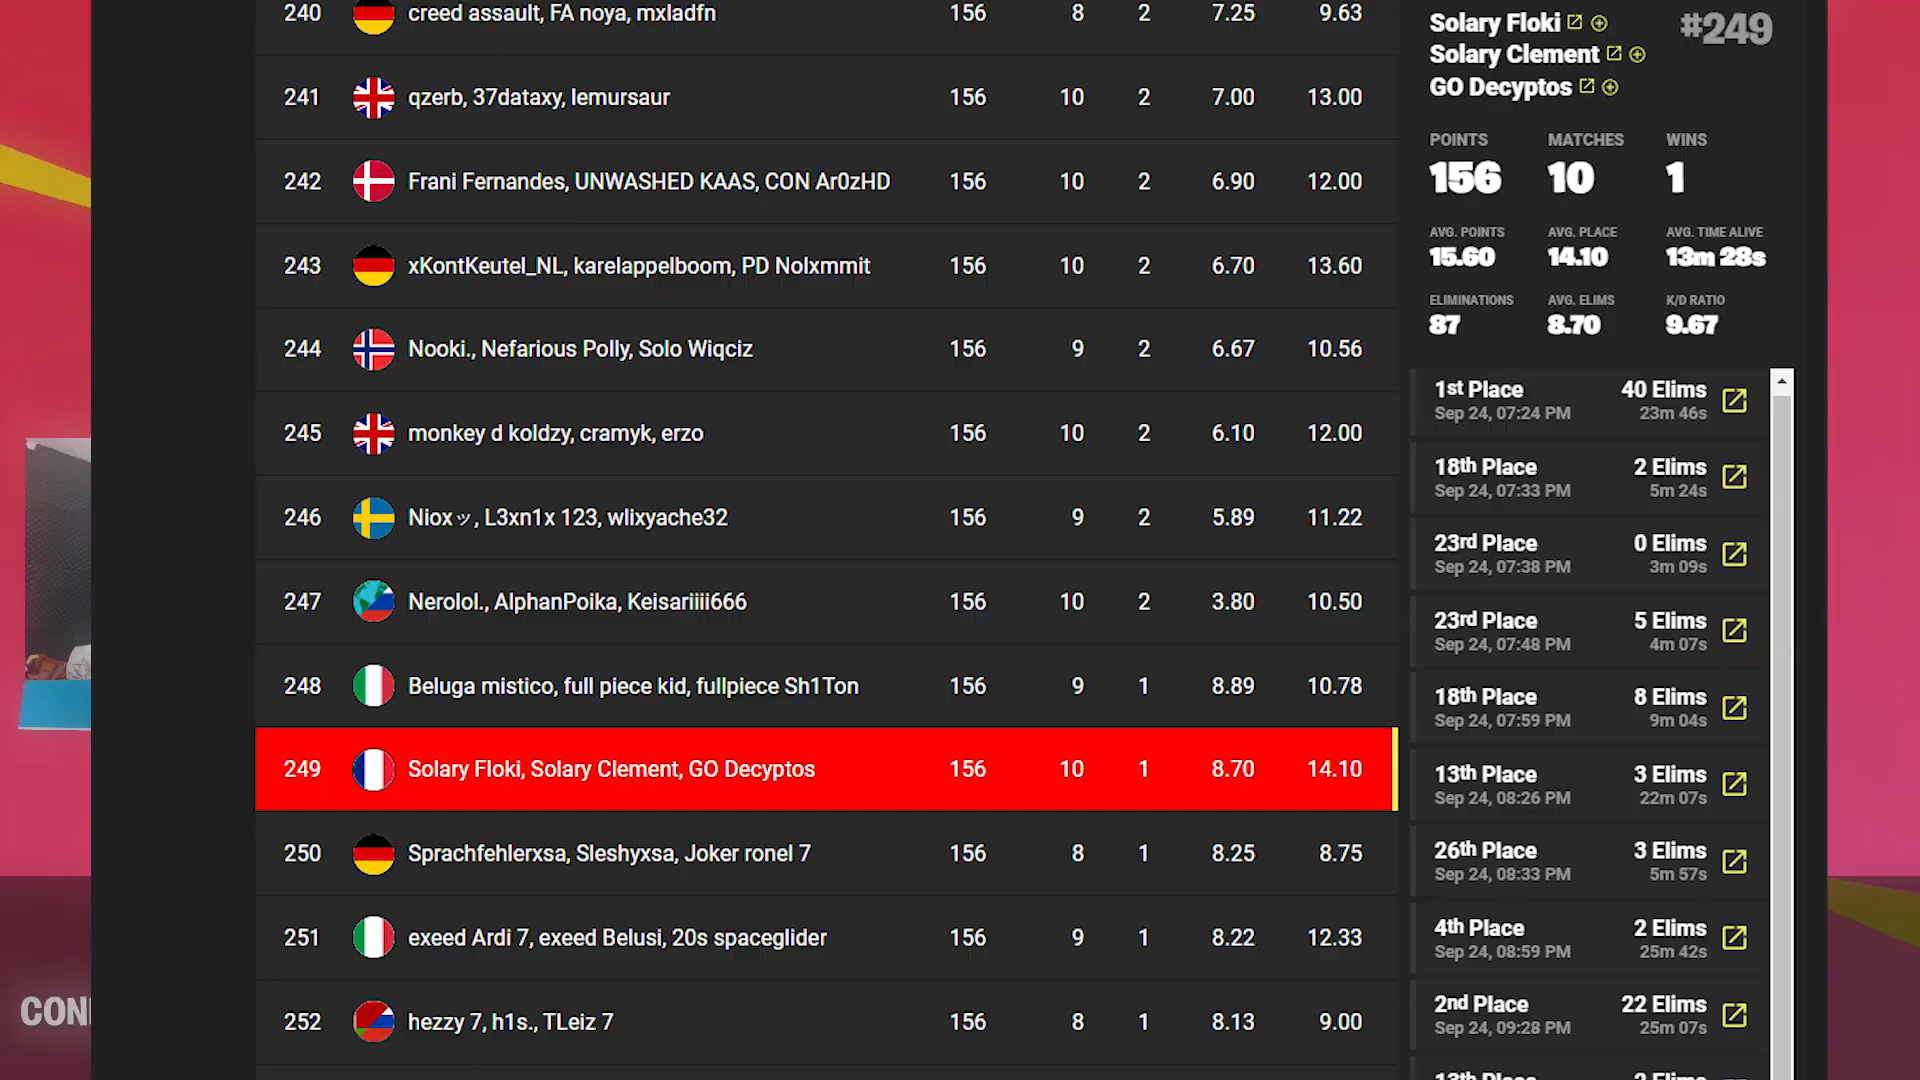 240 creed assault, FA noya, mxladfn 156 8 2 7.25 9.63
241 qzerb, 37dataxy, lemursaur 156 10 2 7.00 13.00
242 Frani Fernandes, UNWASHED KAAS, CON Ar0zHD 156 10 2 6.90 12.00
243 xKontKeutel_NL, karelappelboom, PD Nolxmmit 156 10 2 6.70 13.60
244 Nooki., Nefarious Polly, Solo Wiqciz 156 9 2 6.67 10.56
245 monkey d koldzy, cramyk, erzo 156 10 2 6.10 12.00
246 Nioxッ, L3xn1x 123, wlixyache32 156 9 2 5.89 11.22
247 Nerolol., AlphanPoika, Keisariiii666 156 10 2 3.80 10.50
248 Beluga mistico, full piece kid, fullpiece Sh1Ton 156 9 1 8.89 10.78
249 Solary Floki, Solary Clement, GO Decyptos 156 10 1 8.70 14.10
250 Sprachfehlerxsa, Sleshyxsa, Joker ronel 7 156 8 1 8.25 8.75
251 exeed Ardi 7, exeed Belusi, 20s spaceglider 156 9 1 8.22 12.33
252 hezzy 7, h1s., TLeiz 7 156 8 1 8.13 9.00
Solary Floki #249
Solary Clement
GO Decyptos
POINTS MATCHES WINS
156 10 1
AVG. POINTS AVG. PLACE AVG. TIME ALIVE
15.60 14.10 13m 28s
ELIMINATIONS AVG. ELIMS K/D RATIO
87 8.70 9.67
1st Place 40 Elims
Sep 24, 07:24 PM 23m 46s
18th Place 2 Elims
Sep 24, 07:33 PM 5m 24s
23rd Place 0 Elims
Sep 24, 07:38 PM 3m 09s
23rd Place 5 Elims
Sep 24, 07:48 PM 4m 07s
18th Place 8 Elims
Sep 24, 07:59 PM 9m 04s
13th Place 3 Elims
Sep 24, 08:26 PM 22m 07s
26th Place 3 Elims
Sep 24, 08:33 PM 5m 57s
4th Place 2 Elims
Sep 24, 08:59 PM 25m 42s
2nd Place 22 Elims
Sep 24, 09:28 PM 25m 07s
13th Place 2 Elims
CON